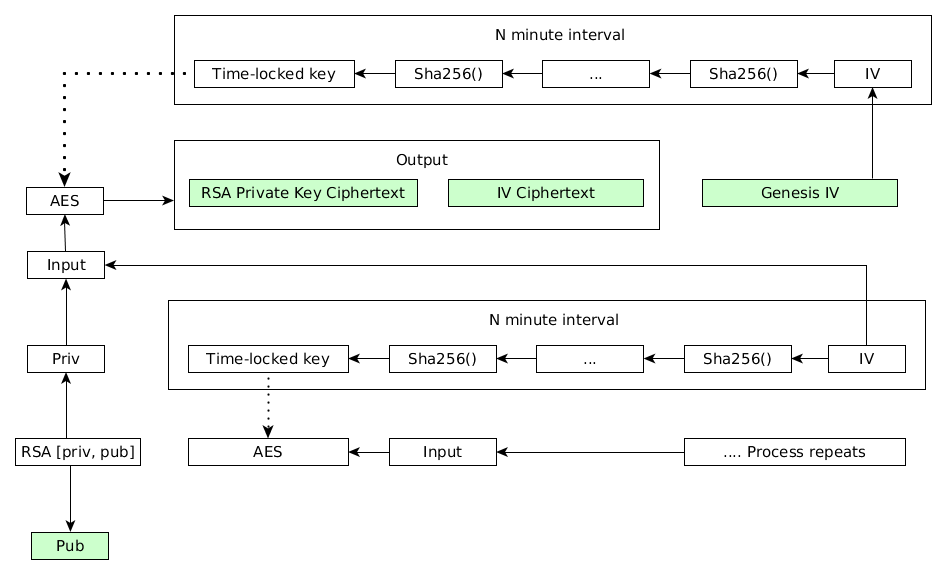 N minute interval
Time-locked key
Sha256()
...
Sha256()
IV
Output
RSA Private Key Ciphertext
IV Ciphertext
Genesis IV
AES
Input
N minute interval
Priv
Time-locked key
Sha256()
...
Sha256()
IV
RSA [priv, pub]
AES
Input
.... Process repeats
Pub